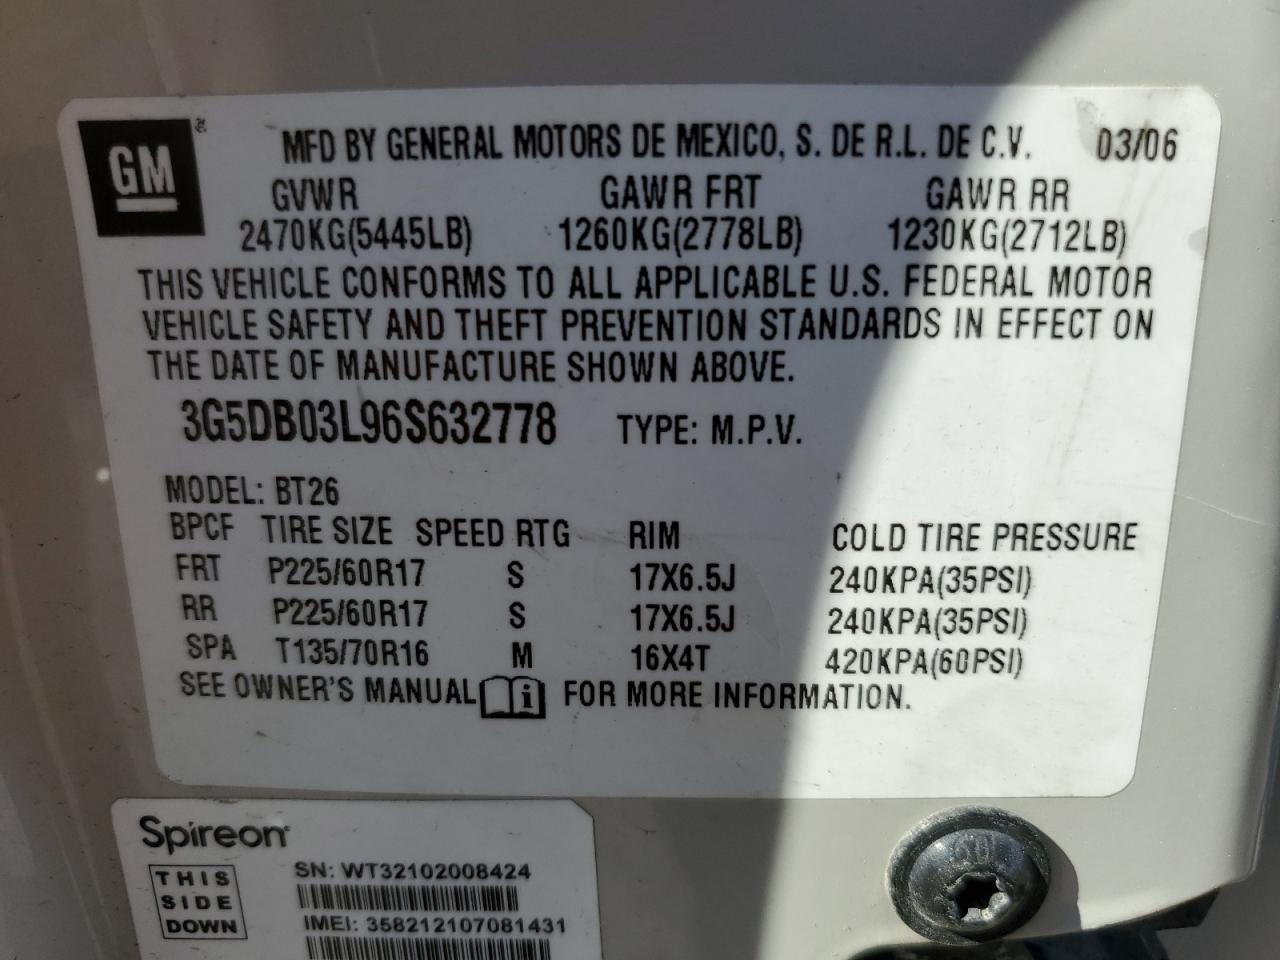 GM
MFD BY GENERAL MOTORS DE MEXICO, S. DE R.L. DE C.V. 03/06
GVWR GAWR FRT GAWR RR
2470KG(5445LB) 1260KG(2778LB) 1230KG(2712LB)
THIS VEHICLE CONFORMS TO ALL APPLICABLE U.S. FEDERAL MOTOR
VEHICLE SAFETY AND THEFT PREVENTION STANDARDS IN EFFECT ON
THE DATE OF MANUFACTURE SHOWN ABOVE.
3G5DB03L96S632778 TYPE: M.P.V.
MODEL: BT26
BPCF TIRE SIZE SPEED RTG RIM COLD TIRE PRESSURE
FRT P225/60R17 S 17X6.5J 240KPA(35PSI)
RR P225/60R17 S 17X6.5J 240KPA(35PSI)
SPA T135/70R16 M 16X4T 420KPA(60PSI)
SEE OWNER'S MANUAL i FOR MORE INFORMATION.
Spireon
SN: WT32102008424
THIS
SIDE
DOWN
IMEI: 358212107081431